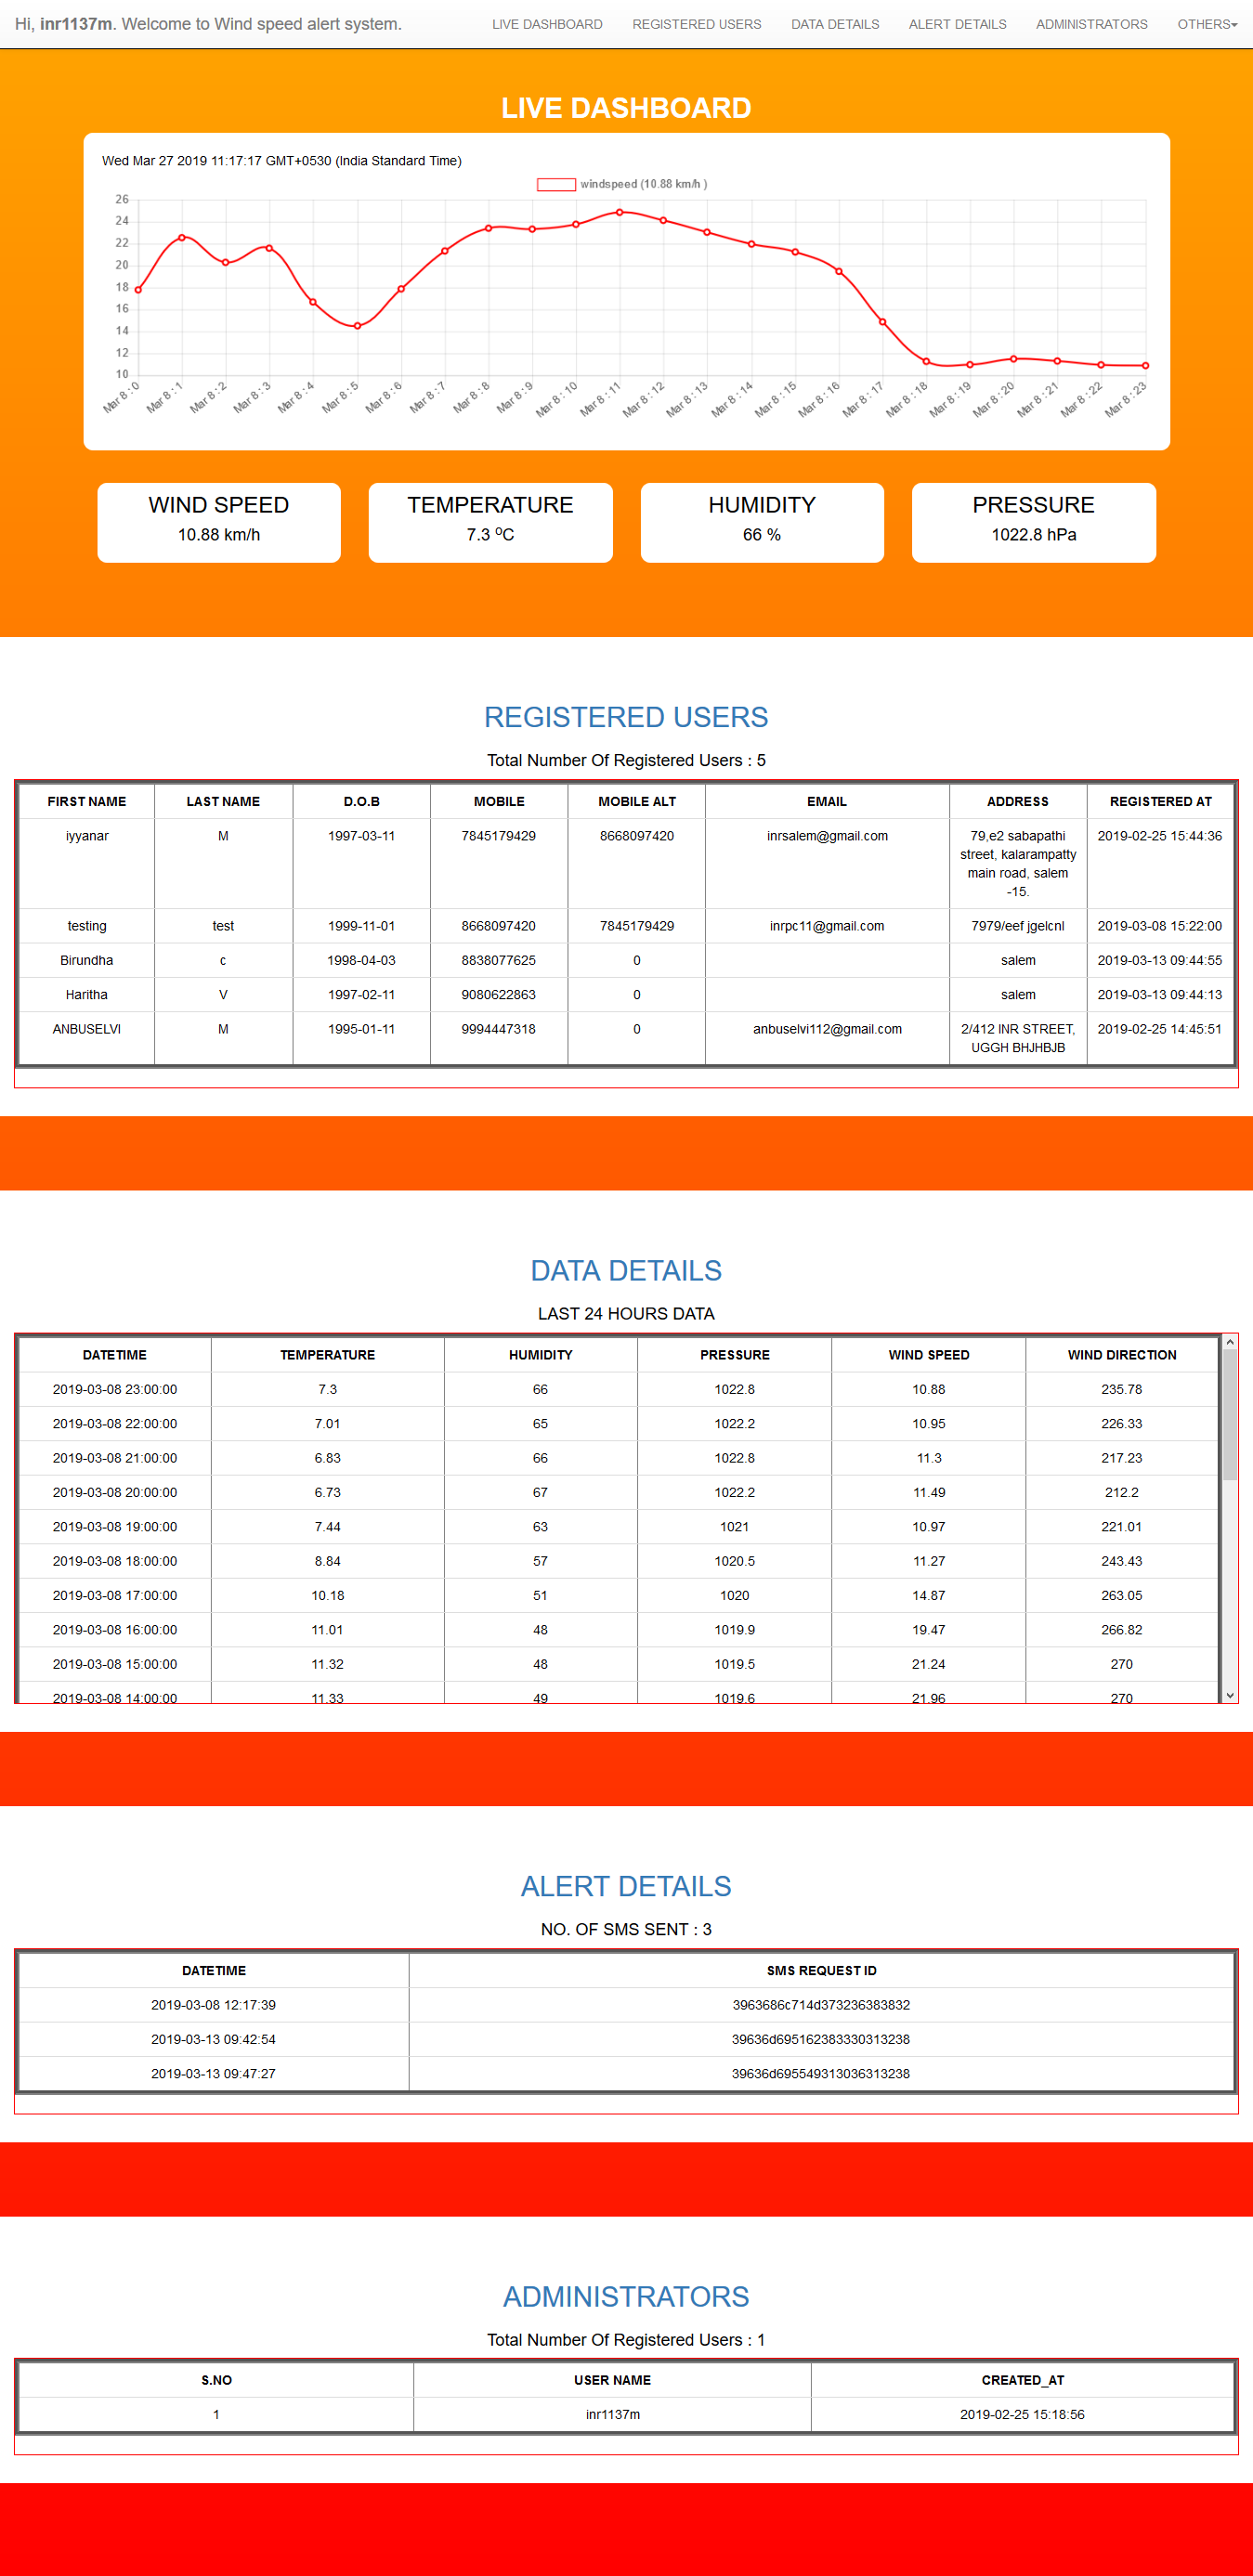 Hi, inr1137m. Welcome to Wind speed alert system. LIVE DASHBOARD REGISTERED USERS DATA DETAILS ALERT DETAILS ADMINISTRATORS OTHERS
LIVE DASHBOARD
Wed Mar 27 2019 11:17:17 GMT+0530 (India Standard Time)
windspeed (10.88 km/h )
26
24
22
20
18
16
14
12
10
Mar 8 : 0 Mar 8 : 1 Mar 8 : 2 Mar 8 : 3 Mar 8 : 4 Mar 8 : 5 Mar 8 : 6 Mar 8 : 7 Mar 8 : 8 Mar 8 : 9 Mar 8 : 10 Mar 8 : 11 Mar 8 : 12 Mar 8 : 13 Mar 8 : 14 Mar 8 : 15 Mar 8 : 16 Mar 8 : 17 Mar 8 : 18 Mar 8 : 19 Mar 8 : 20 Mar 8 : 21 Mar 8 : 22 Mar 8 : 23
WIND SPEED TEMPERATURE HUMIDITY PRESSURE
10.88 km/h 7.3 ⁰C 66 % 1022.8 hPa
REGISTERED USERS
Total Number Of Registered Users : 5
FIRST NAME LAST NAME D.O.B MOBILE MOBILE ALT EMAIL ADDRESS REGISTERED AT
iyyanar M 1997-03-11 7845179429 8668097420 inrsalem@gmail.com 79,e2 sabapathi 2019-02-25 15:44:36
street, kalarampatty
main road, salem
-15.
testing test 1999-11-01 8668097420 7845179429 inrpc11@gmail.com 7979/eef jgelcnl 2019-03-08 15:22:00
Birundha c 1998-04-03 8838077625 0 salem 2019-03-13 09:44:55
Haritha V 1997-02-11 9080622863 0 salem 2019-03-13 09:44:13
ANBUSELVI M 1995-01-11 9994447318 0 anbuselvi112@gmail.com 2/412 INR STREET, 2019-02-25 14:45:51
UGGH BHJHBJB
DATA DETAILS
LAST 24 HOURS DATA
DATETIME TEMPERATURE HUMIDITY PRESSURE WIND SPEED WIND DIRECTION
2019-03-08 23:00:00 7.3 66 1022.8 10.88 235.78
2019-03-08 22:00:00 7.01 65 1022.2 10.95 226.33
2019-03-08 21:00:00 6.83 66 1022.8 11.3 217.23
2019-03-08 20:00:00 6.73 67 1022.2 11.49 212.2
2019-03-08 19:00:00 7.44 63 1021 10.97 221.01
2019-03-08 18:00:00 8.84 57 1020.5 11.27 243.43
2019-03-08 17:00:00 10.18 51 1020 14.87 263.05
2019-03-08 16:00:00 11.01 48 1019.9 19.47 266.82
2019-03-08 15:00:00 11.32 48 1019.5 21.24 270
2019-03-08 14:00:00 11.33 49 1019.6 21.96 270
ALERT DETAILS
NO. OF SMS SENT : 3
DATETIME SMS REQUEST ID
2019-03-08 12:17:39 3963686c714d373236383832
2019-03-13 09:42:54 39636d695162383330313238
2019-03-13 09:47:27 39636d695549313036313238
ADMINISTRATORS
Total Number Of Registered Users : 1
S.NO USER NAME CREATED_AT
1 inr1137m 2019-02-25 15:18:56